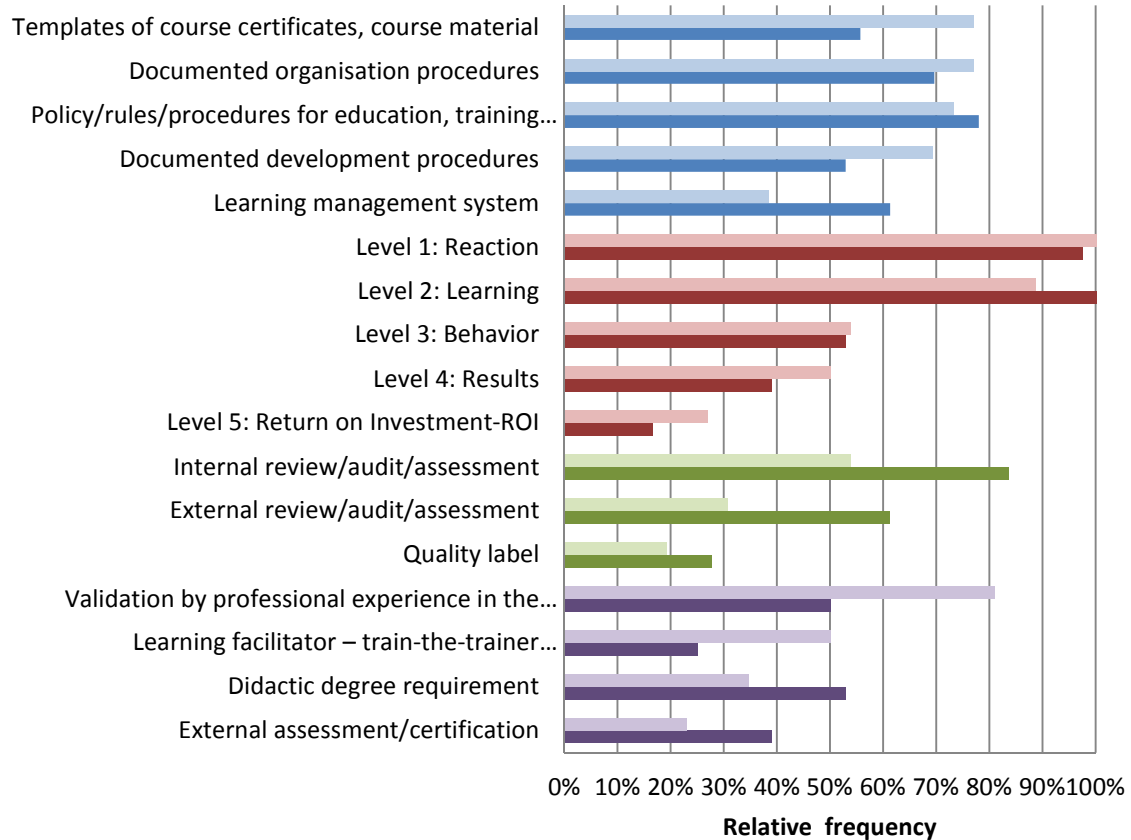 Templates of course certificates, course material
Documented organisation procedures
Policy/rules/procedures for education, training…
Documented development procedures
Learning management system
Level 1: Reaction
Level 2: Learning
Level 3: Behavior
Level 4: Results
Level 5: Return on Investment-ROI
Internal review/audit/assessment
External review/audit/assessment
Quality label
Validation by professional experience in the…
Learning facilitator – train-the-trainer…
Didactic degree requirement
External assessment/certification
0% 10% 20% 30% 40% 50% 60% 70% 80% 90%100%
Relative frequency